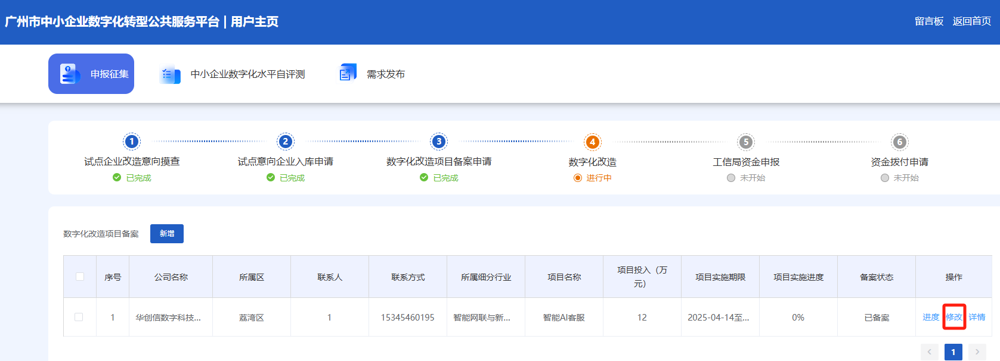 广州市中小企业数字化转型公共服务平台 | 用户主页
留言板 返回首页
申报征集 中小企业数字化水平自评测 需求发布
1 2 3 4 5 6
试点企业改造意向摸查 试点意向企业入库申请 数字化改造项目备案申请 数字化改造 工信局资金申报 资金拨付申请
已完成 已完成 已完成 进行中 未开始 未开始
数字化改造项目备案 新增
序号 公司名称 所属区 联系人 联系方式 所属细分行业 项目名称 项目投入（万元） 项目实施期限 项目实施进度 备案状态 操作
1 华创信数字科技... 荔湾区 1 15345460195 智能网联与新... 智能AI客服 12 2025-04-14至... 0% 已备案 进度 修改 详情
< 1 >